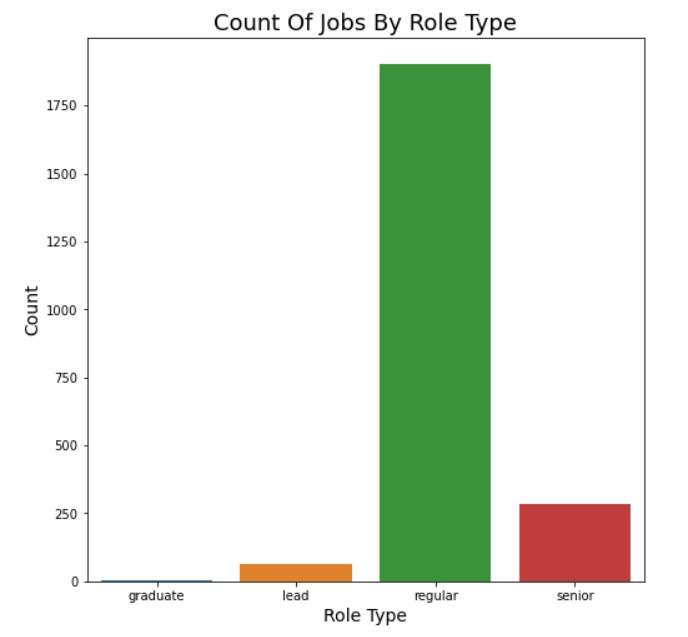 Count Of Jobs By Role Type
1750
1500
1250
1000
750
500
250
0
Count
graduate lead regular senior
Role Type